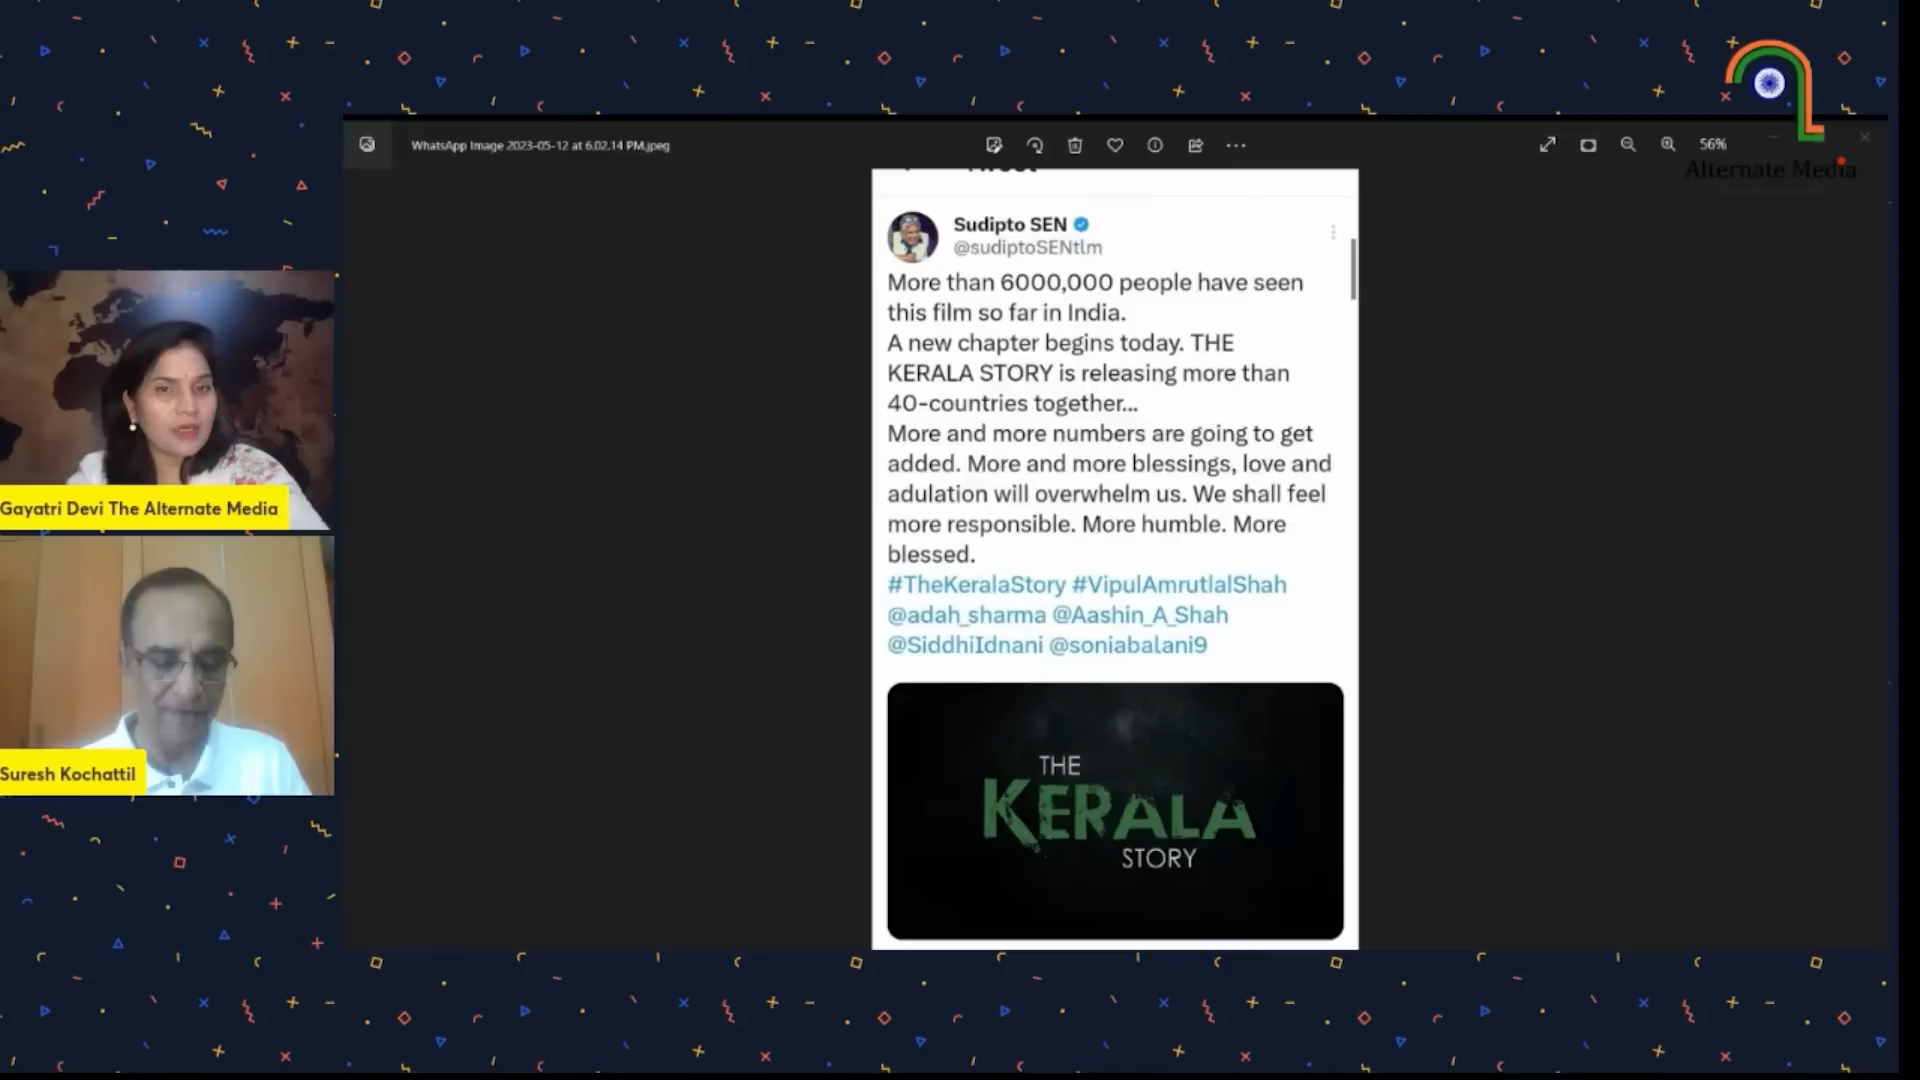 WhatsApp Image 2023-05-12 at 6.02.14 PM.jpeg
56%
Alternate Media
Sudipto SEN
@sudiptoSENtlm
More than 6000,000 people have seen
this film so far in India.
A new chapter begins today. THE
KERALA STORY is releasing more than
40-countries together...
More and more numbers are going to get
added. More and more blessings, love and
adulation will overwhelm us. We shall feel
more responsible. More humble. More
blessed.
#TheKeralaStory #VipulAmrutlalShah
@adah_sharma @Aashin_A_Shah
@SiddhiIdnani @soniabalani9
THE
KERALA
STORY
Gayatri Devi The Alternate Media
Suresh Kochattil